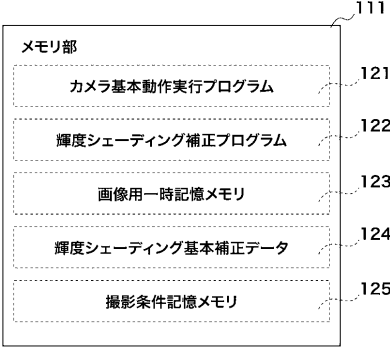 111
メモリ部
カメラ基本動作実行プログラム 121
輝度シェーディング補正プログラム 122
画像用一時記憶メモリ 123
輝度シェーディング基本補正データ 124
撮影条件記憶メモリ 125